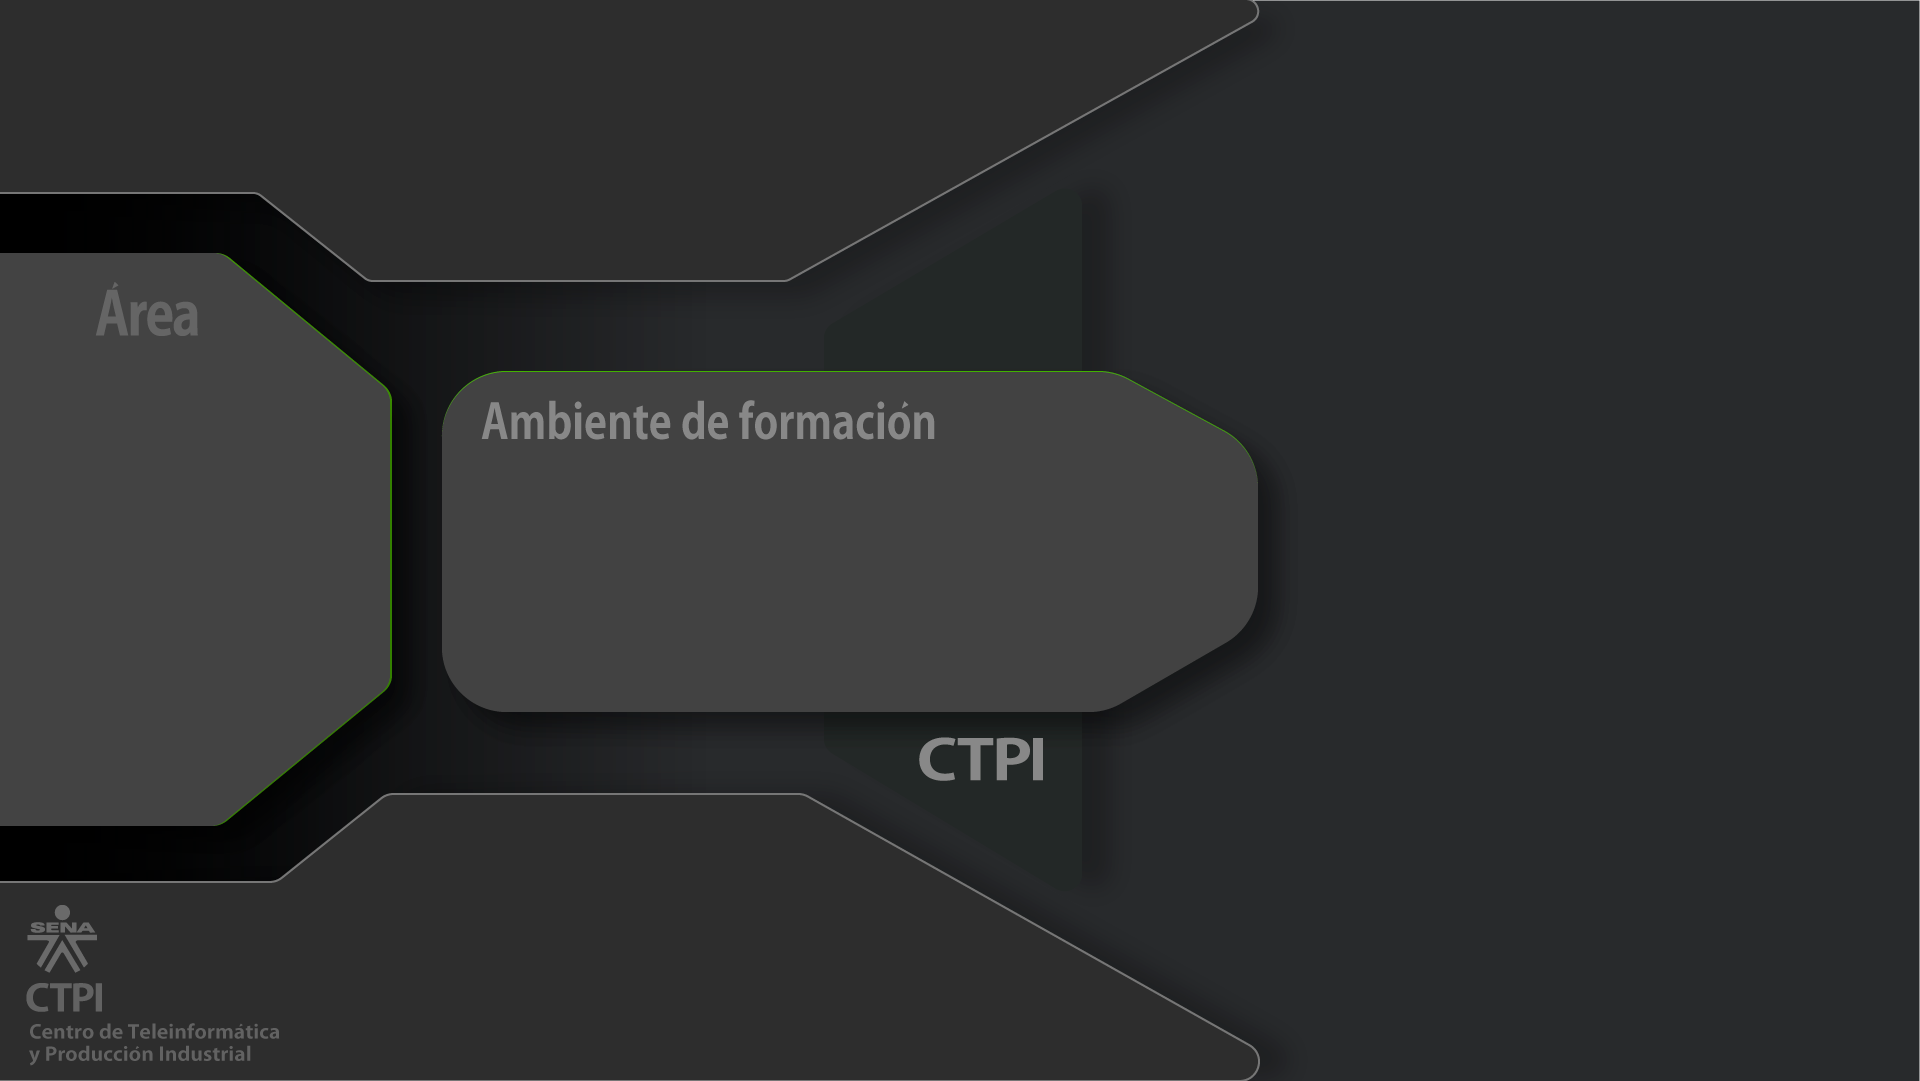 Área
Ambiente de formación
CTPI
SENA
CTPI
Centro de Teleinformática
y Producción Industrial